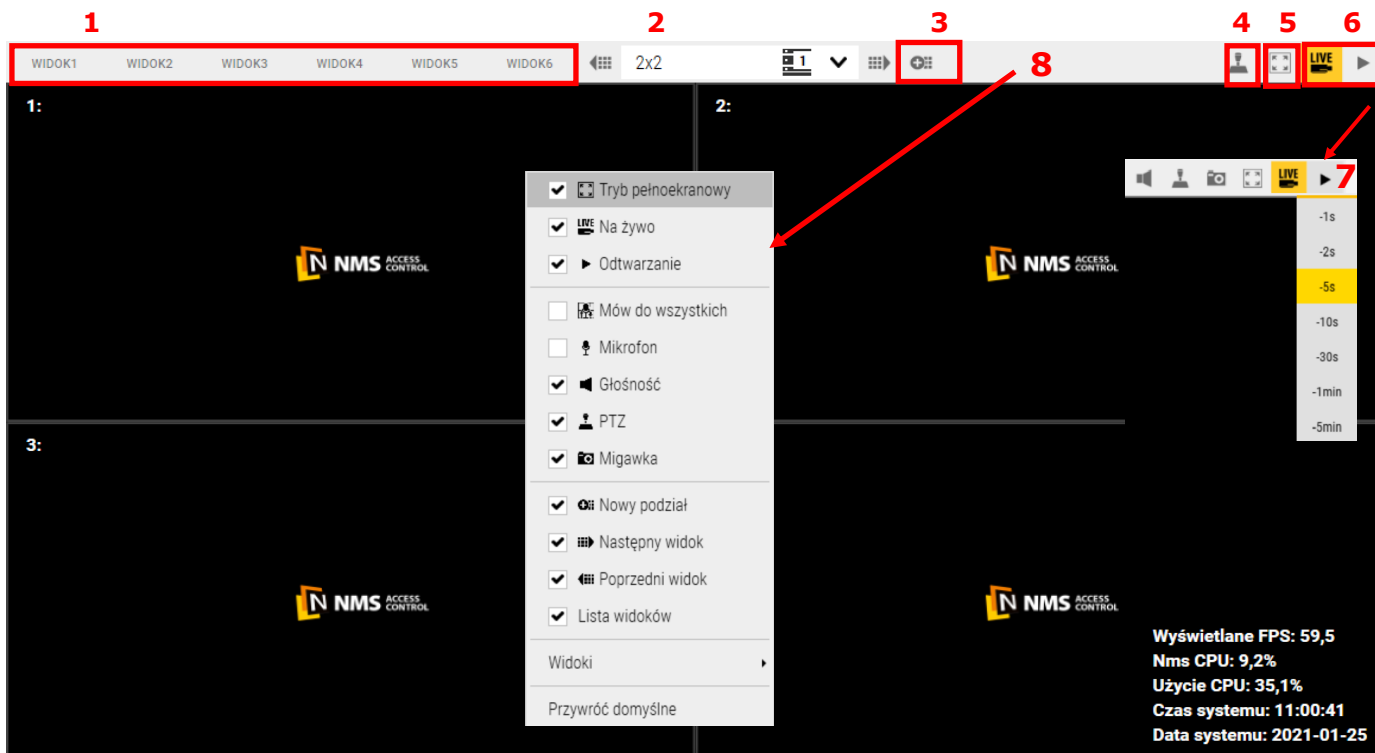 1 2 3 4 5 6
WIDOK1 WIDOK2 WIDOK3 WIDOK4 WIDOK5 WIDOK6 2x2 1 8 LIVE
1: 2:
7
LIVE
Tryb pełnoekranowy
LIVE Na żywo
Odtwarzanie
Mów do wszystkich
Mikrofon
Głośność
PTZ
Migawka
Nowy podział
Następny widok
Poprzedni widok
Lista widoków
Widoki
Przywróć domyślne
-1s
-2s
-5s
-10s
-30s
-1min
-5min
N NMS ACCESS CONTROL
N NMS ACCESS CONTROL
3:
N NMS ACCESS CONTROL
N NMS ACCESS CONTROL
Wyświetlane FPS: 59,5
Nms CPU: 9,2%
Użycie CPU: 35,1%
Czas systemu: 11:00:41
Data systemu: 2021-01-25